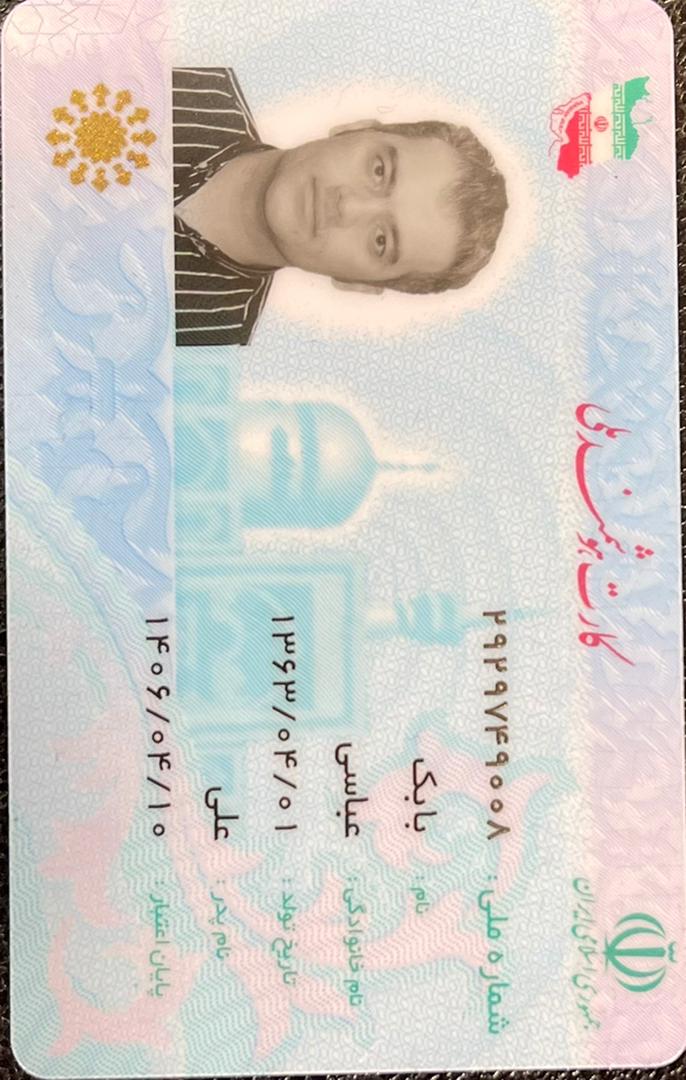 کارت هوشمند ملی
جمهوری اسلامی ایران
شماره ملی : ۲۹۲۹۷۴۹۰۰۸
نام : بابک
نام خانوادگی : عباسی
تاریخ تولد : ۱۳۶۳/۰۴/۰۱
نام پدر : علی
پایان اعتبار : ۱۴۰۶/۰۴/۱۰